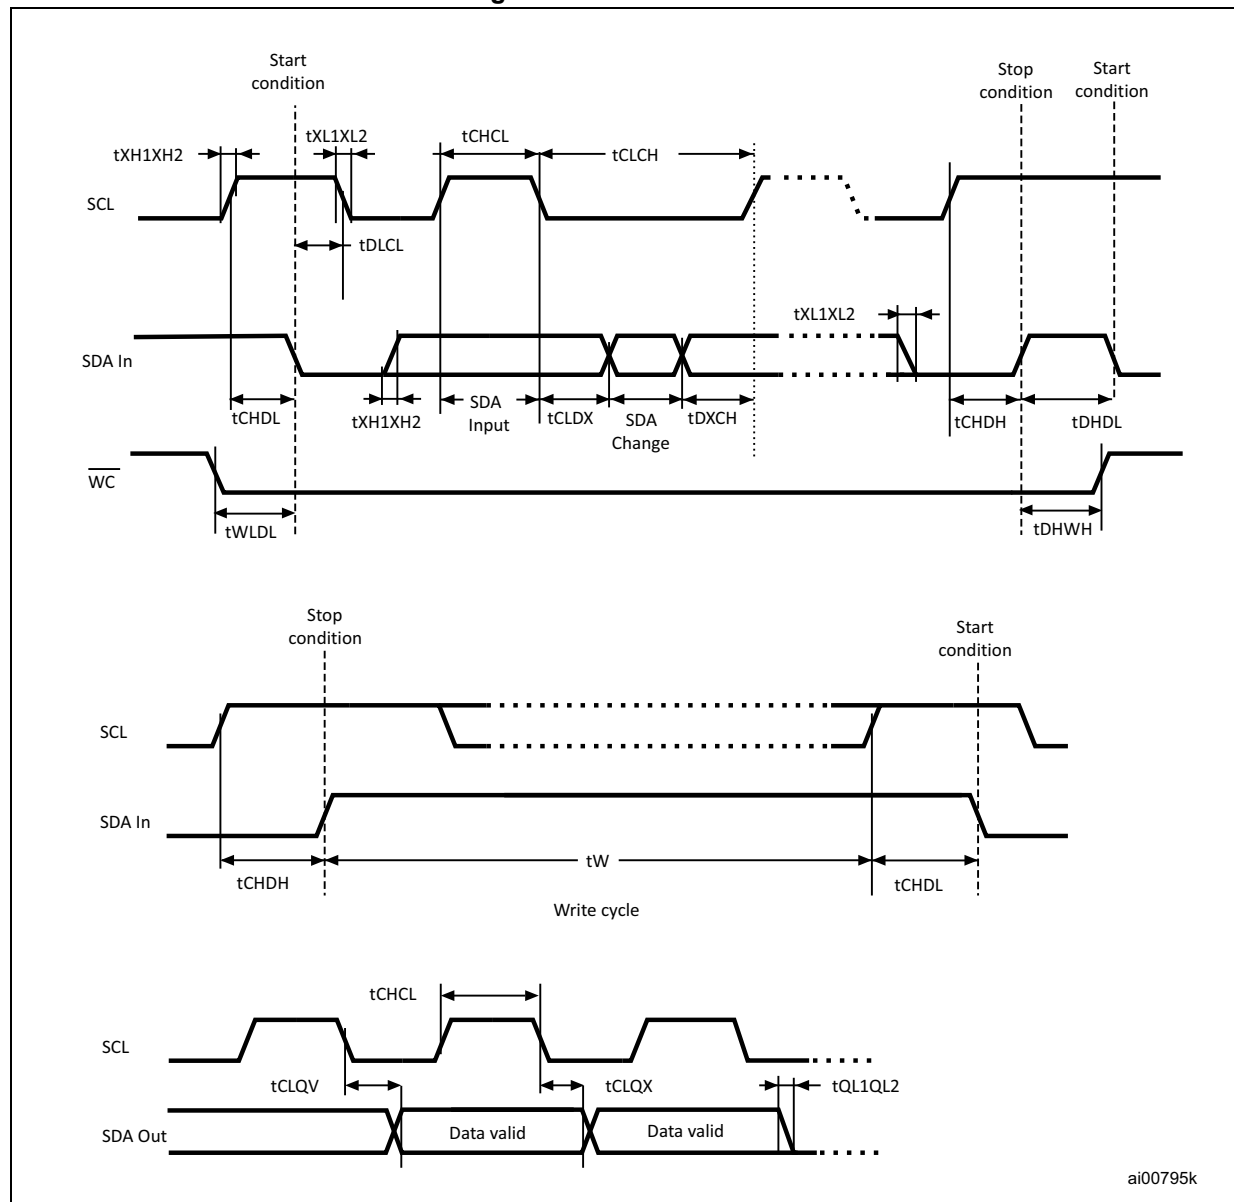 Start
condition
Stop
condition
Start
condition
tXH1XH2
tXL1XL2
tCHCL
tCLCH
SCL
tDLCL
tXL1XL2
SDA In
tCHDL
tXH1XH2
SDA
Input
tCLDX
SDA
Change
tDXCH
tCHDH
tDHDL
WC
tWLDL
tDHWH
Stop
condition
Start
condition
SCL
SDA In
tCHDH
tW
tCHDL
Write cycle
tCHCL
SCL
tCLQV
tCLQX
tQL1QL2
SDA Out
Data valid
Data valid
ai00795k